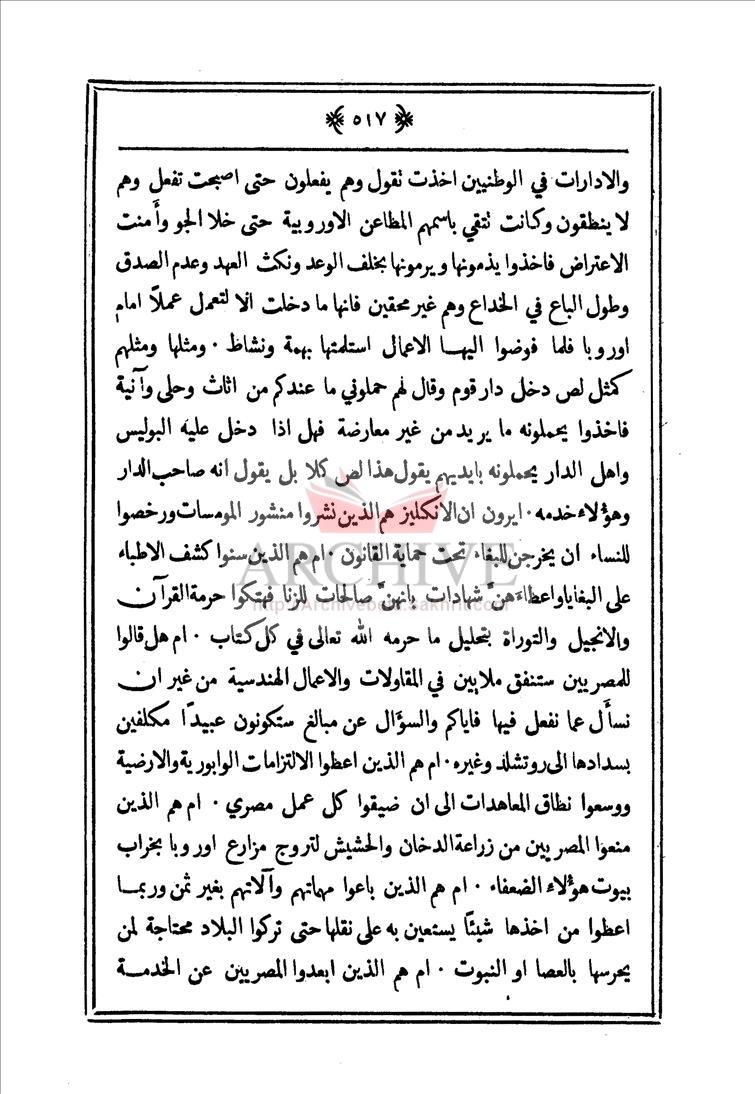 ﴿ ٥١٧ ﴾
والادارات في الوطنيين اخذت تقول وهم يفعلون حتى اصبحت تفعل وهم
لا ينطقون وكانت تتقي باسمهم المطاعن الاوروبية حتى خلا الجو وأمنت
الاعتراض فاخذوا يذمونها ويرمونها بخلف الوعد ونكث العهد وعدم الصدق
وطول الباع في الخداع وهم غير محقين فانها ما دخلت الا لتعمل عملاً امام
اوروبا فلما فوضوا اليها الاعمال استلمتها بهمة ونشاط . ومثلها ومثلهم
كمثل لص دخل دار قوم وقال لهم حملوني ما عندكم من اثاث وحلى وآنية
فاخذوا يحملونه ما يريد من غير معارضة فهل اذا دخل عليه البوليس
واهل الدار يحملونه بايديهم يقول هذا لص كلا بل يقول انه صاحب الدار
وهؤلاء خدمه . ايرون ان الانكليز هم الذين نشروا منشور المومسات ورخصوا
للنساء ان يخرجن للبغاء تحت حماية القانون . ام هم الذين سنوا كشف الاطباء
على البغايا واعطاءهنَّ شهادات بانهنَّ صالحات للزنا فهتكوا حرمة القرآن
والانجيل والتوراة بتحليل ما حرمه الله تعالى في كل كتاب . ام هل قالوا
للمصريين ستنفق ملايين في المقاولات والاعمال الهندسية من غير ان
نسأل عما نفعل فيها فاياكم والسؤال عن مبالغ ستكونون عبيدًا مكلفين
بسدادها الى روتشلد وغيره . ام هم الذين اعطوا الالتزامات الوابورية والارضية
ووسعوا نطاق المعاهدات الى ان ضيقوا كل عمل مصري . ام هم الذين
منعوا المصريين من زراعة الدخان والحشيش لتروج مزارع اوروبا بخراب
بيوت هؤلاء الضعفاء . ام هم الذين باعوا مهماتهم وآلاتهم بغير ثمن وربما
اعطوا من اخذها شيئًا يستعين به على نقلها حتى تركوا البلاد محتاجة لمن
يحرسها بالعصا او النبوت . ام هم الذين ابعدوا المصريين عن الخدمة
ARCHIVE